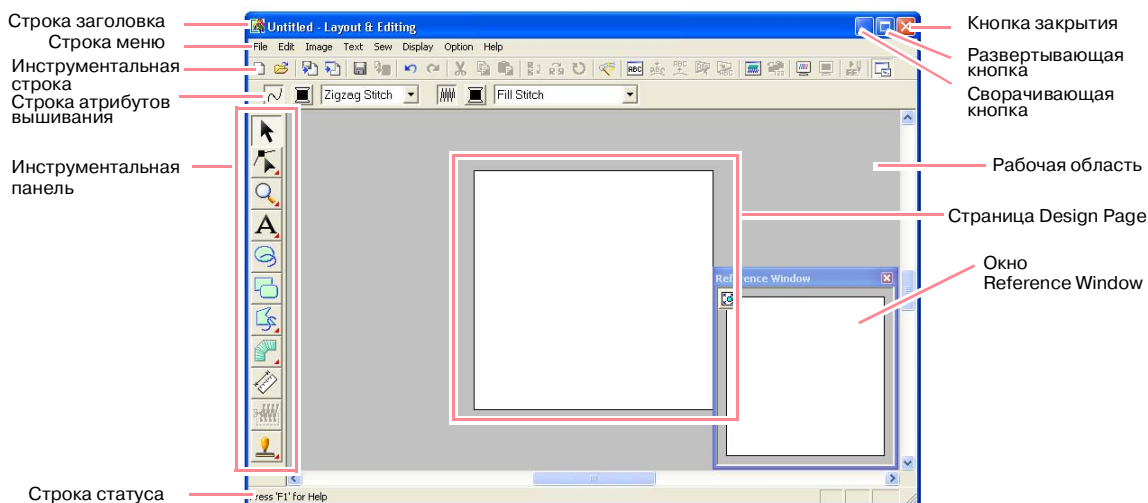 Строка заголовка
Строка меню
Инструментальная
строка
Строка атрибутов
вышивания
Инструментальная
панель
Строка статуса
Untitled - Layout & Editing
File Edit Image Text Sew Display Option Help
ABC
Zigzag Stitch
Fill Stitch
A
Reference Window
Press 'F1' for Help
Кнопка закрытия
Развертывающая
кнопка
Сворачивающая
кнопка
Рабочая область
Страница Design Page
Окно
Reference Window